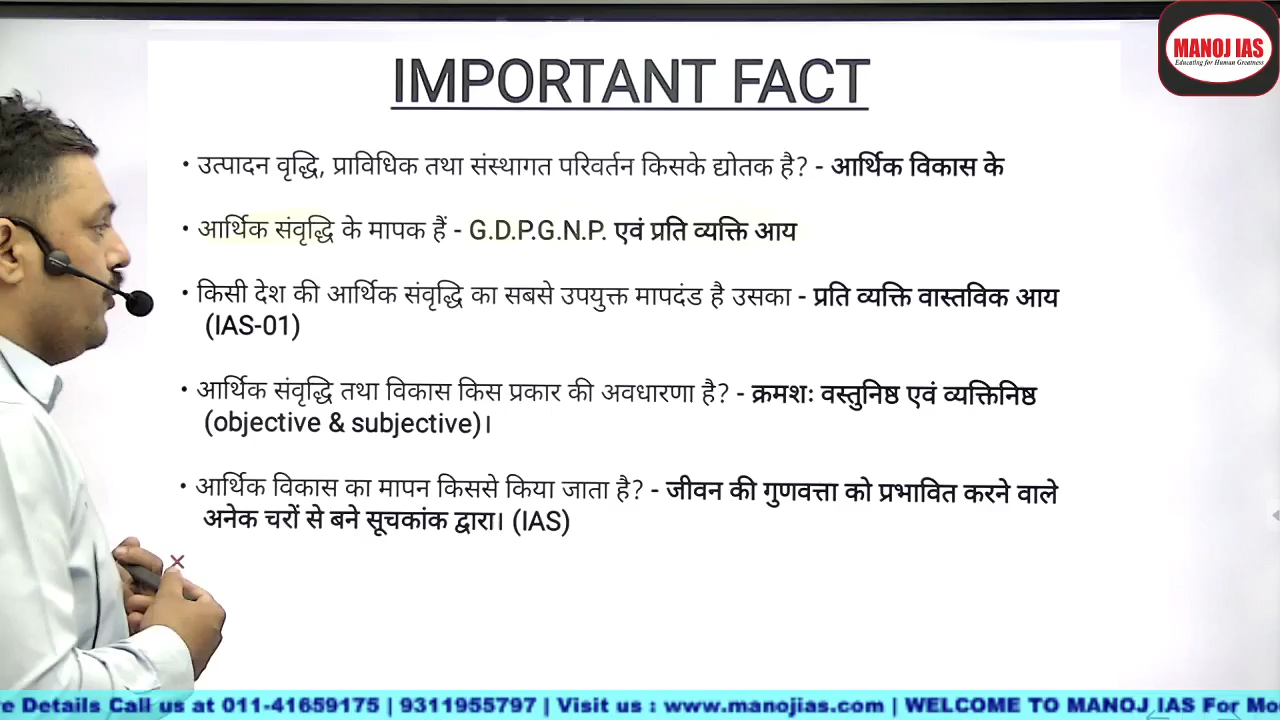 MANOJ IAS
Educating for Human Greatness
IMPORTANT FACT
• उत्पादन वृद्धि, प्राविधिक तथा संस्थागत परिवर्तन किसके द्योतक है? - आर्थिक विकास के
• आर्थिक संवृद्धि के मापक हैं - G.D.P.G.N.P. एवं प्रति व्यक्ति आय
• किसी देश की आर्थिक संवृद्धि का सबसे उपयुक्त मापदंड है उसका - प्रति व्यक्ति वास्तविक आय
(IAS-01)
• आर्थिक संवृद्धि तथा विकास किस प्रकार की अवधारणा है? - क्रमशः वस्तुनिष्ठ एवं व्यक्तिनिष्ठ
(objective & subjective)।
• आर्थिक विकास का मापन किससे किया जाता है? - जीवन की गुणवत्ता को प्रभावित करने वाले
अनेक चरों से बने सूचकांक द्वारा। (IAS)
e Details Call us at 011-41659175 | 9311955797 | Visit us : www.manojias.com | WELCOME TO MANOJ IAS For Mo